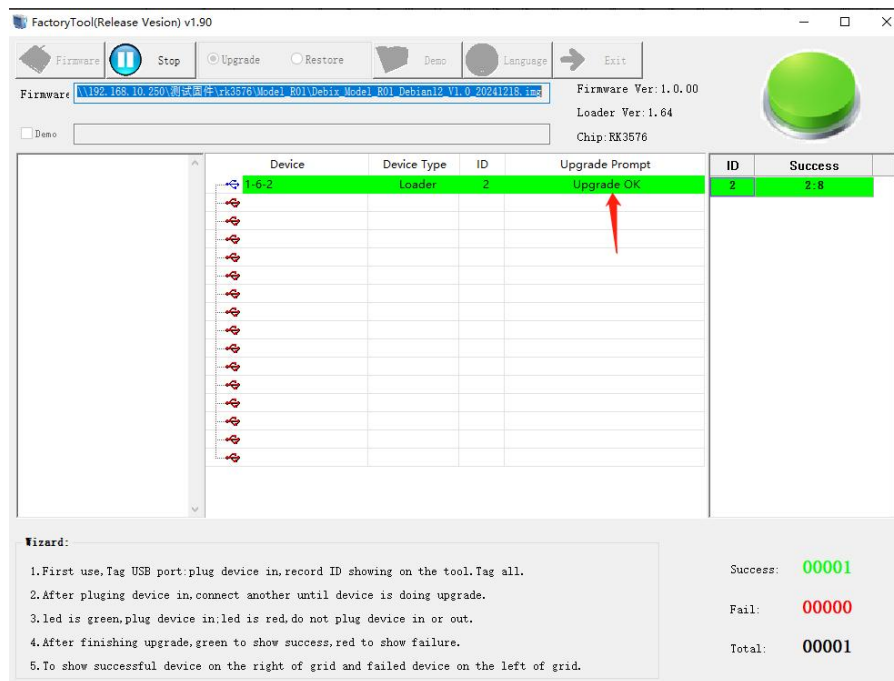 FactoryTool(Release Vesion) v1.90
Firmware Stop Upgrade Restore Demo Language Exit
Firmware \\192.168.10.250\测试固件\rk3576\Model_R01\Debix_Model_R01_Debian12_V1.0_20241218.img
Firmware Ver:1.0.00
Loader Ver:1.64
Demo
Chip:RK3576
Device Device Type ID Upgrade Prompt
1-6-2 Loader 2 Upgrade OK
ID Success
2 2:8
Wizard:
1.First use,Tag USB port:plug device in,record ID showing on the tool.Tag all.
2.After pluging device in,connect another until device is doing upgrade.
3.led is green,plug device in;led is red,do not plug device in or out.
4.After finishing upgrade,green to show success,red to show failure.
5.To show successful device on the right of grid and failed device on the left of grid.
Success: 00001
Fail: 00000
Total: 00001